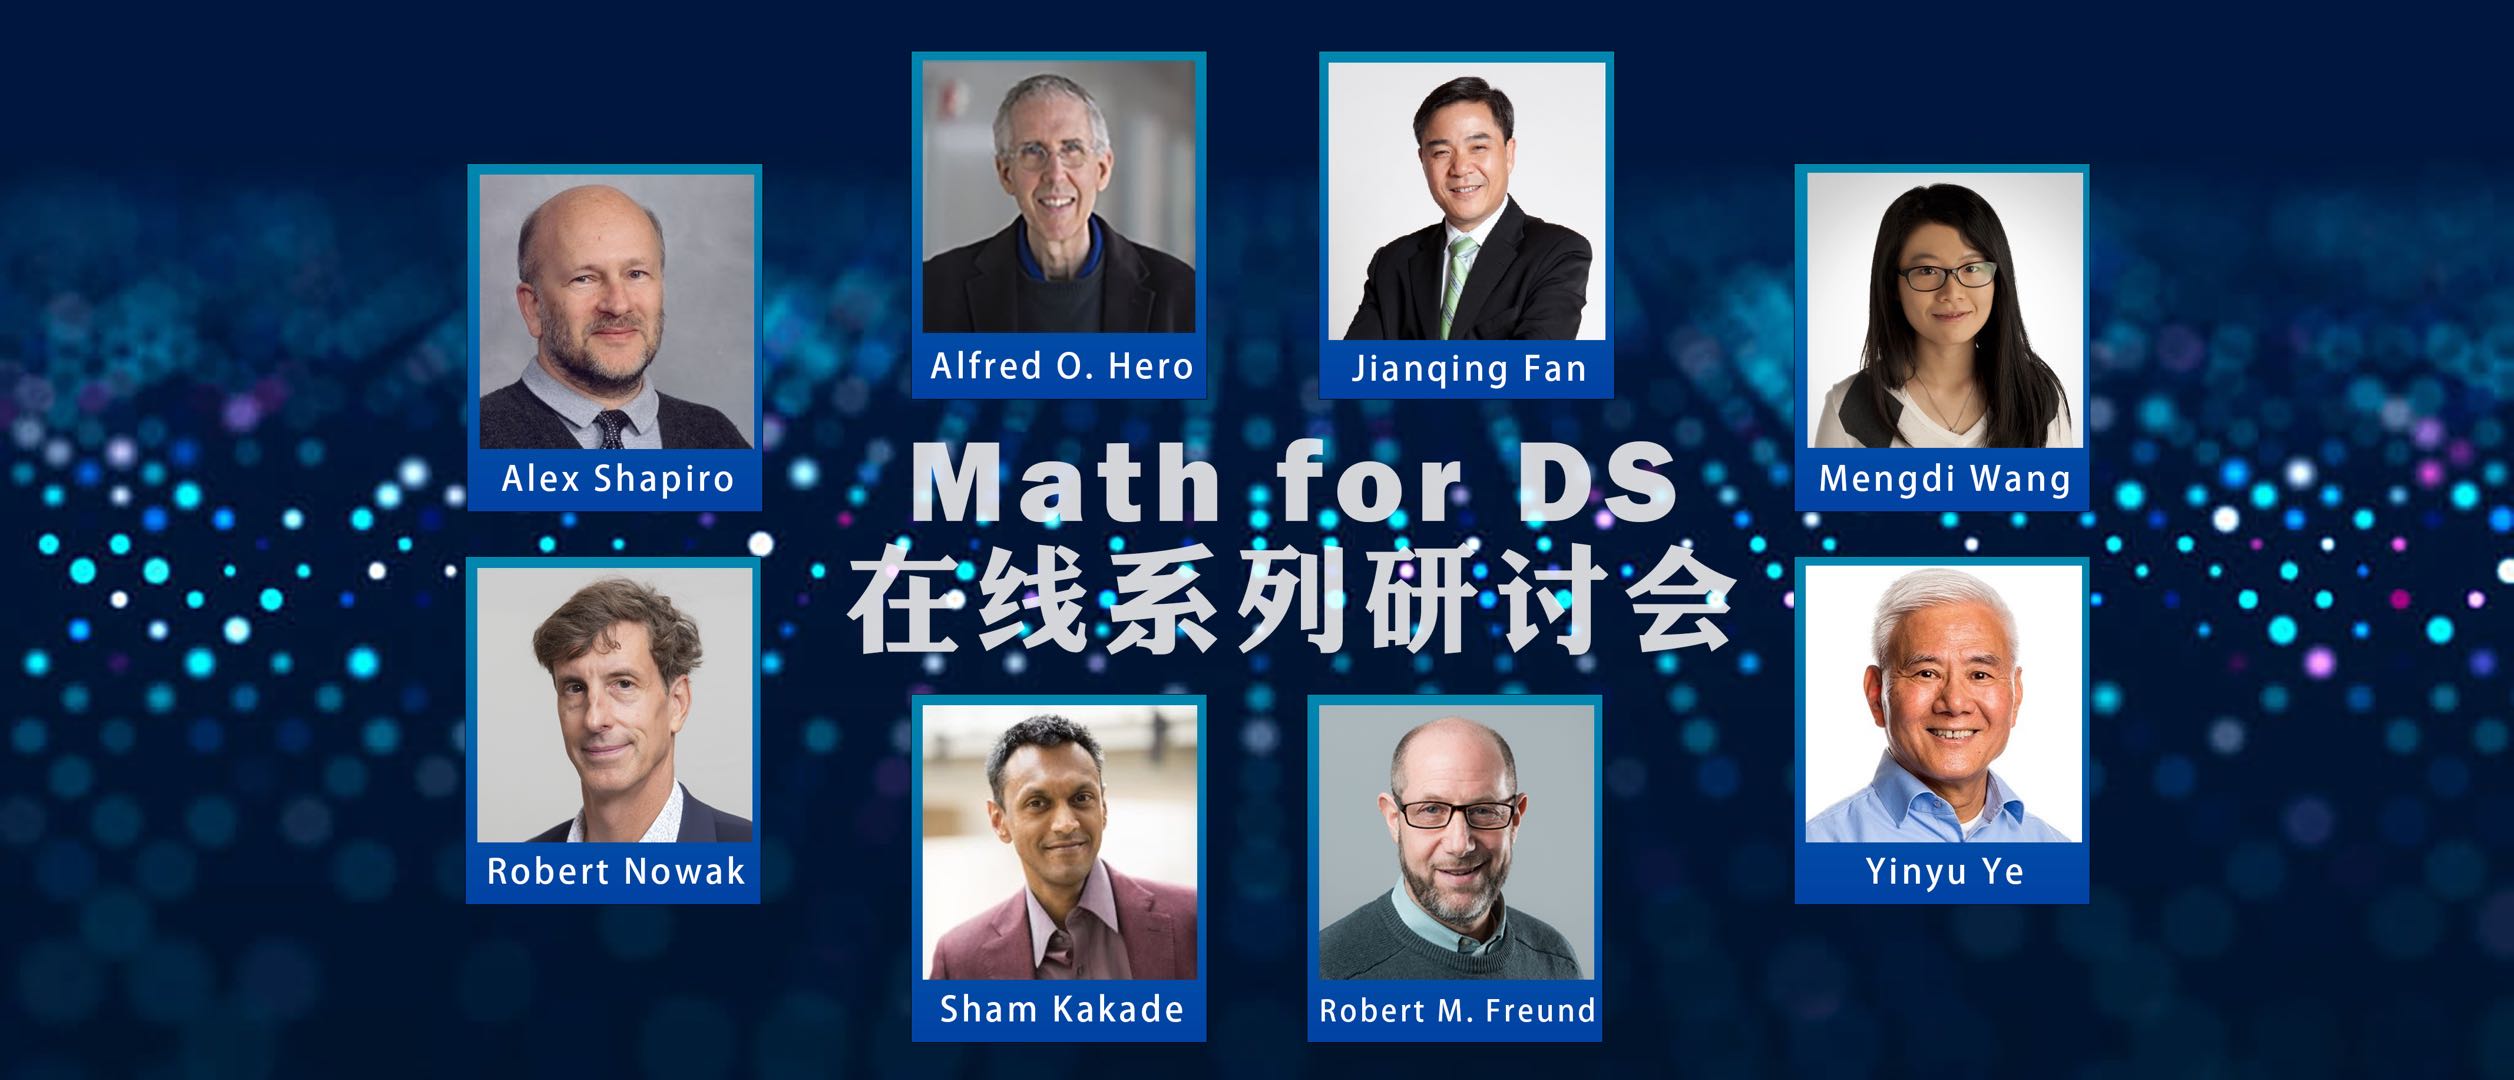 Alfred O. Hero
Jianqing Fan
Alex Shapiro
Mengdi Wang
Math for DS
在线系列研讨会
Robert Nowak
Yinyu Ye
Sham Kakade
Robert M. Freund